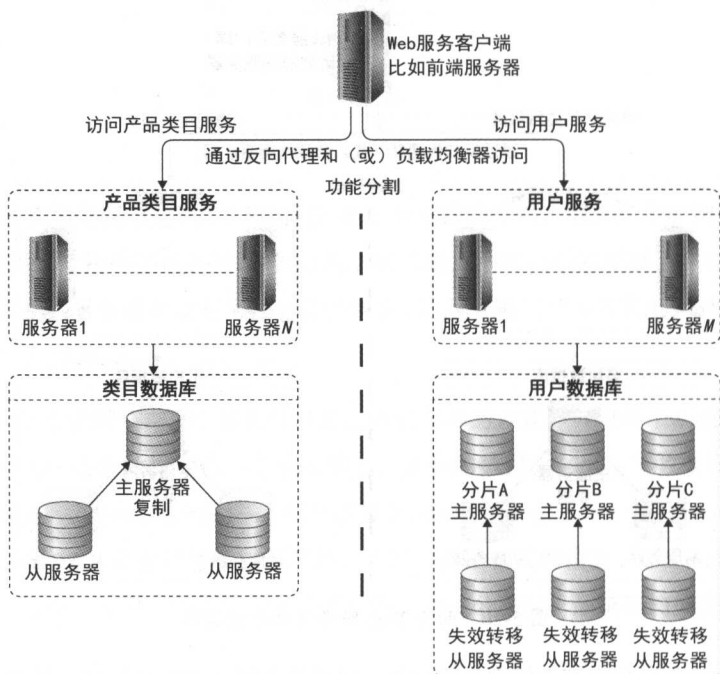 Web服务客户端
比如前端服务器
访问产品类目服务
访问用户服务
通过反向代理和（或）负载均衡器访问
功能分割
产品类目服务
服务器1
服务器N
类目数据库
主服务器
复制
从服务器
从服务器
用户服务
服务器1
服务器M
用户数据库
分片A
主服务器
分片B
主服务器
分片C
主服务器
失效转移
从服务器
失效转移
从服务器
失效转移
从服务器